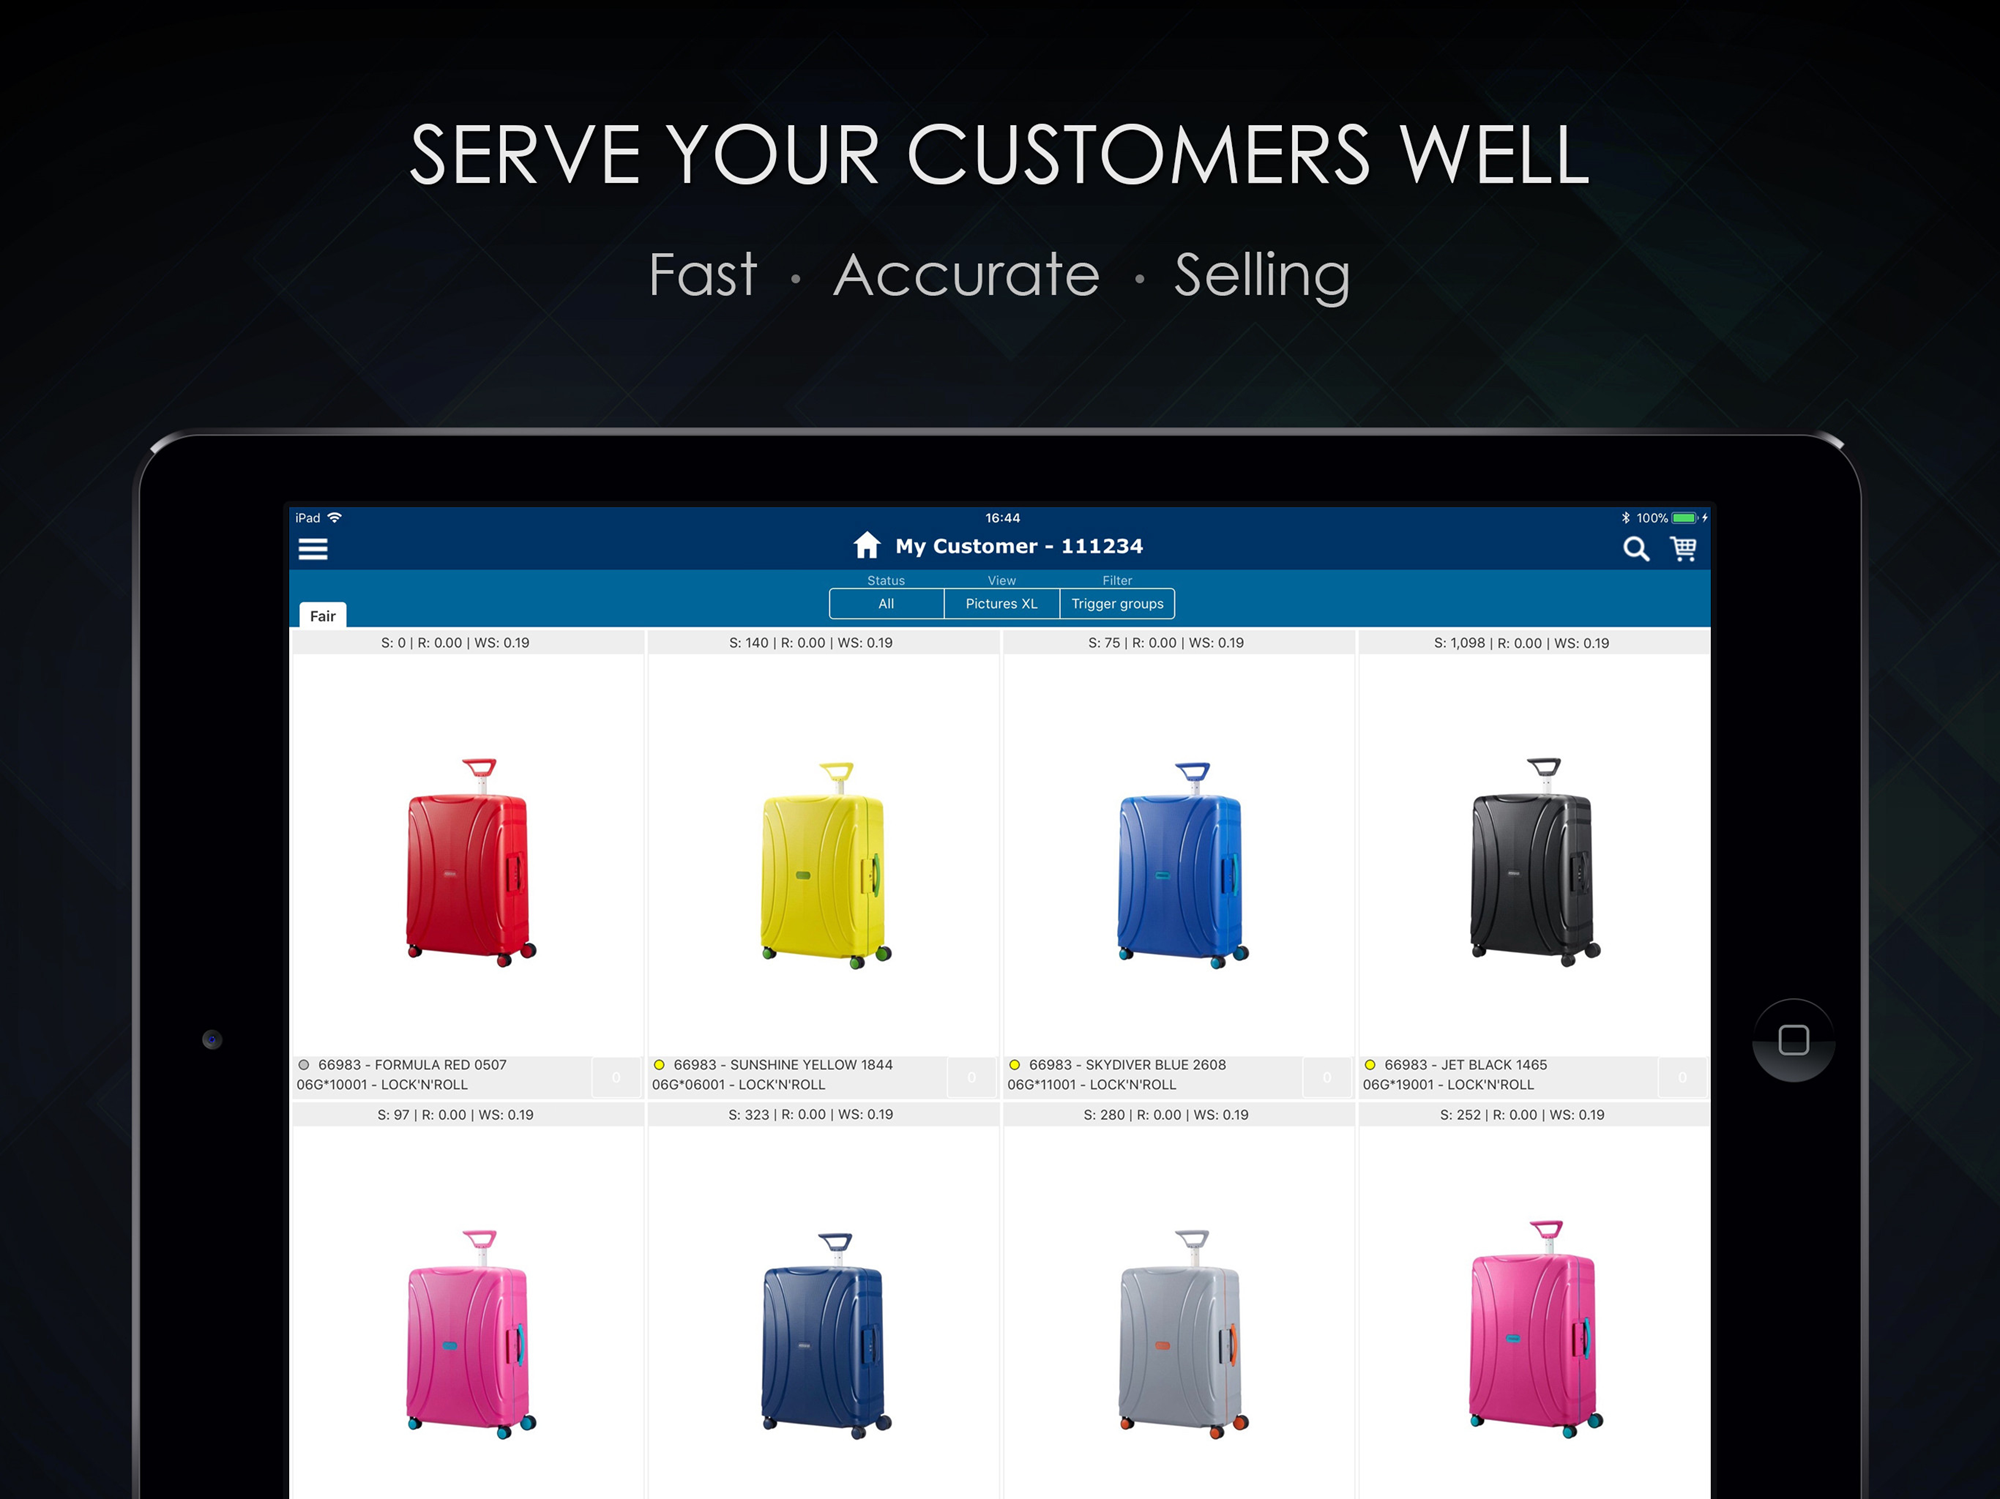 SERVE YOUR CUSTOMERS WELL
Fast · Accurate · Selling
iPad 16:44 100%
My Customer - 111234
Status View Filter
All Pictures XL Trigger groups
Fair
S: 0 | R: 0.00 | WS: 0.19
S: 140 | R: 0.00 | WS: 0.19
S: 75 | R: 0.00 | WS: 0.19
S: 1,098 | R: 0.00 | WS: 0.19
66983 - FORMULA RED 0507
06G*10001 - LOCK'N'ROLL
0
66983 - SUNSHINE YELLOW 1844
06G*06001 - LOCK'N'ROLL
0
66983 - SKYDIVER BLUE 2608
06G*11001 - LOCK'N'ROLL
0
66983 - JET BLACK 1465
06G*19001 - LOCK'N'ROLL
0
S: 97 | R: 0.00 | WS: 0.19
S: 323 | R: 0.00 | WS: 0.19
S: 280 | R: 0.00 | WS: 0.19
S: 252 | R: 0.00 | WS: 0.19